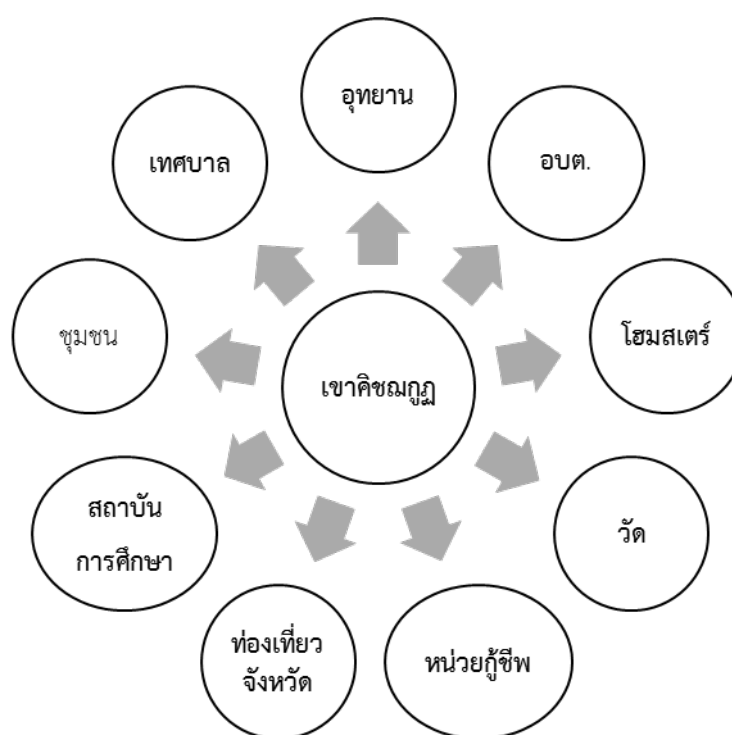 อุทยาน
อบต.
โฮมสเตร์
วัด
หน่วยกู้ชีพ
ท่องเที่ยว
จังหวัด
สถาบัน
การศึกษา
ชุมชน
เทศบาล
เขาคิชฌกูฏ